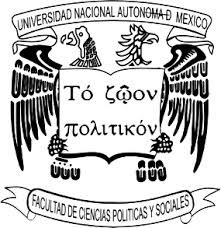 UNIVERSIDAD NACIONAL AUTONOMA D MEXICO
Τό ζῷον
πολιτικόν
FACULTAD DE CIENCIAS POLITICAS Y SOCIALES